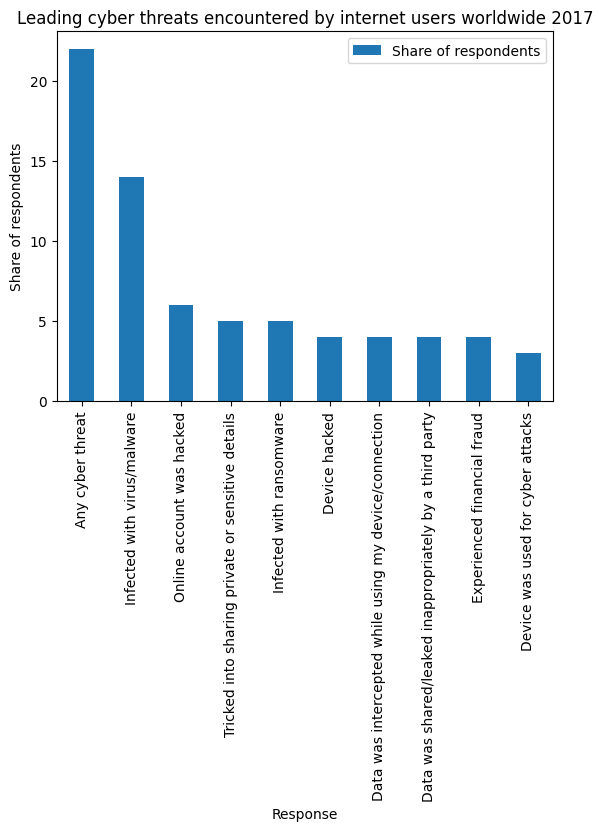 Leading cyber threats encountered by internet users worldwide 2017
Share of respondents
Share of respondents
20
15
10
5
0
Any cyber threat
Infected with virus/malware
Online account was hacked
Tricked into sharing private or sensitive details
Infected with ransomware
Device hacked
Data was intercepted while using my device/connection
Data was shared/leaked inappropriately by a third party
Experienced financial fraud
Device was used for cyber attacks
Response